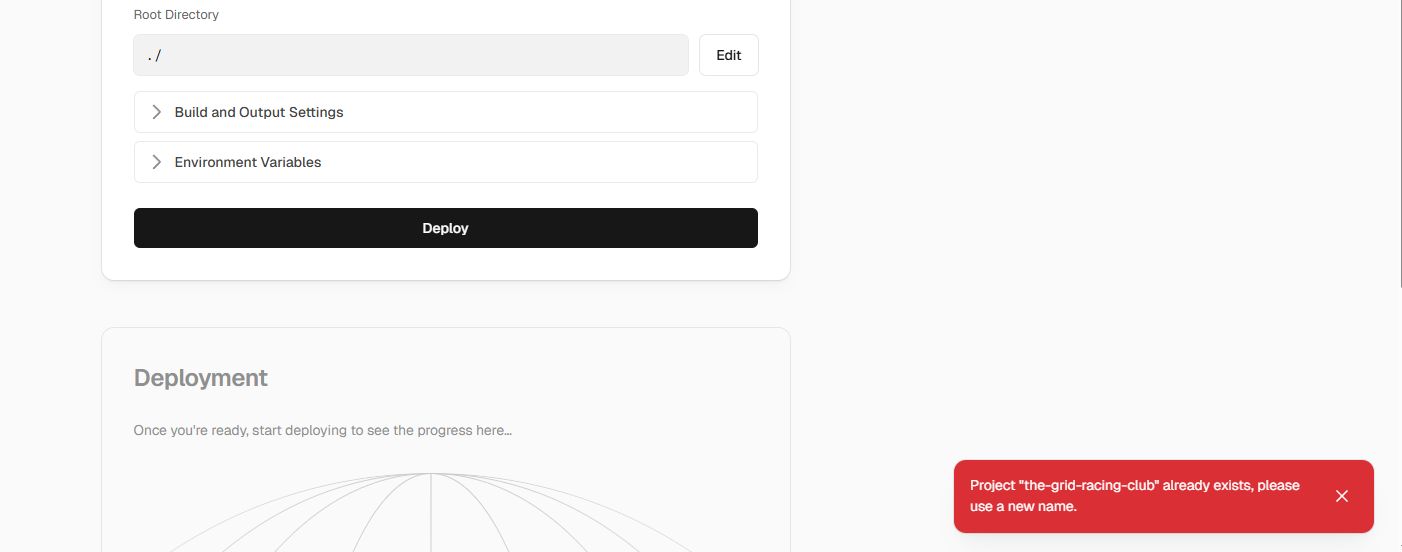 Root Directory
./
Edit
Build and Output Settings
Environment Variables
Deploy
Deployment
Once you're ready, start deploying to see the progress here...
Project "the-grid-racing-club" already exists, please
use a new name.